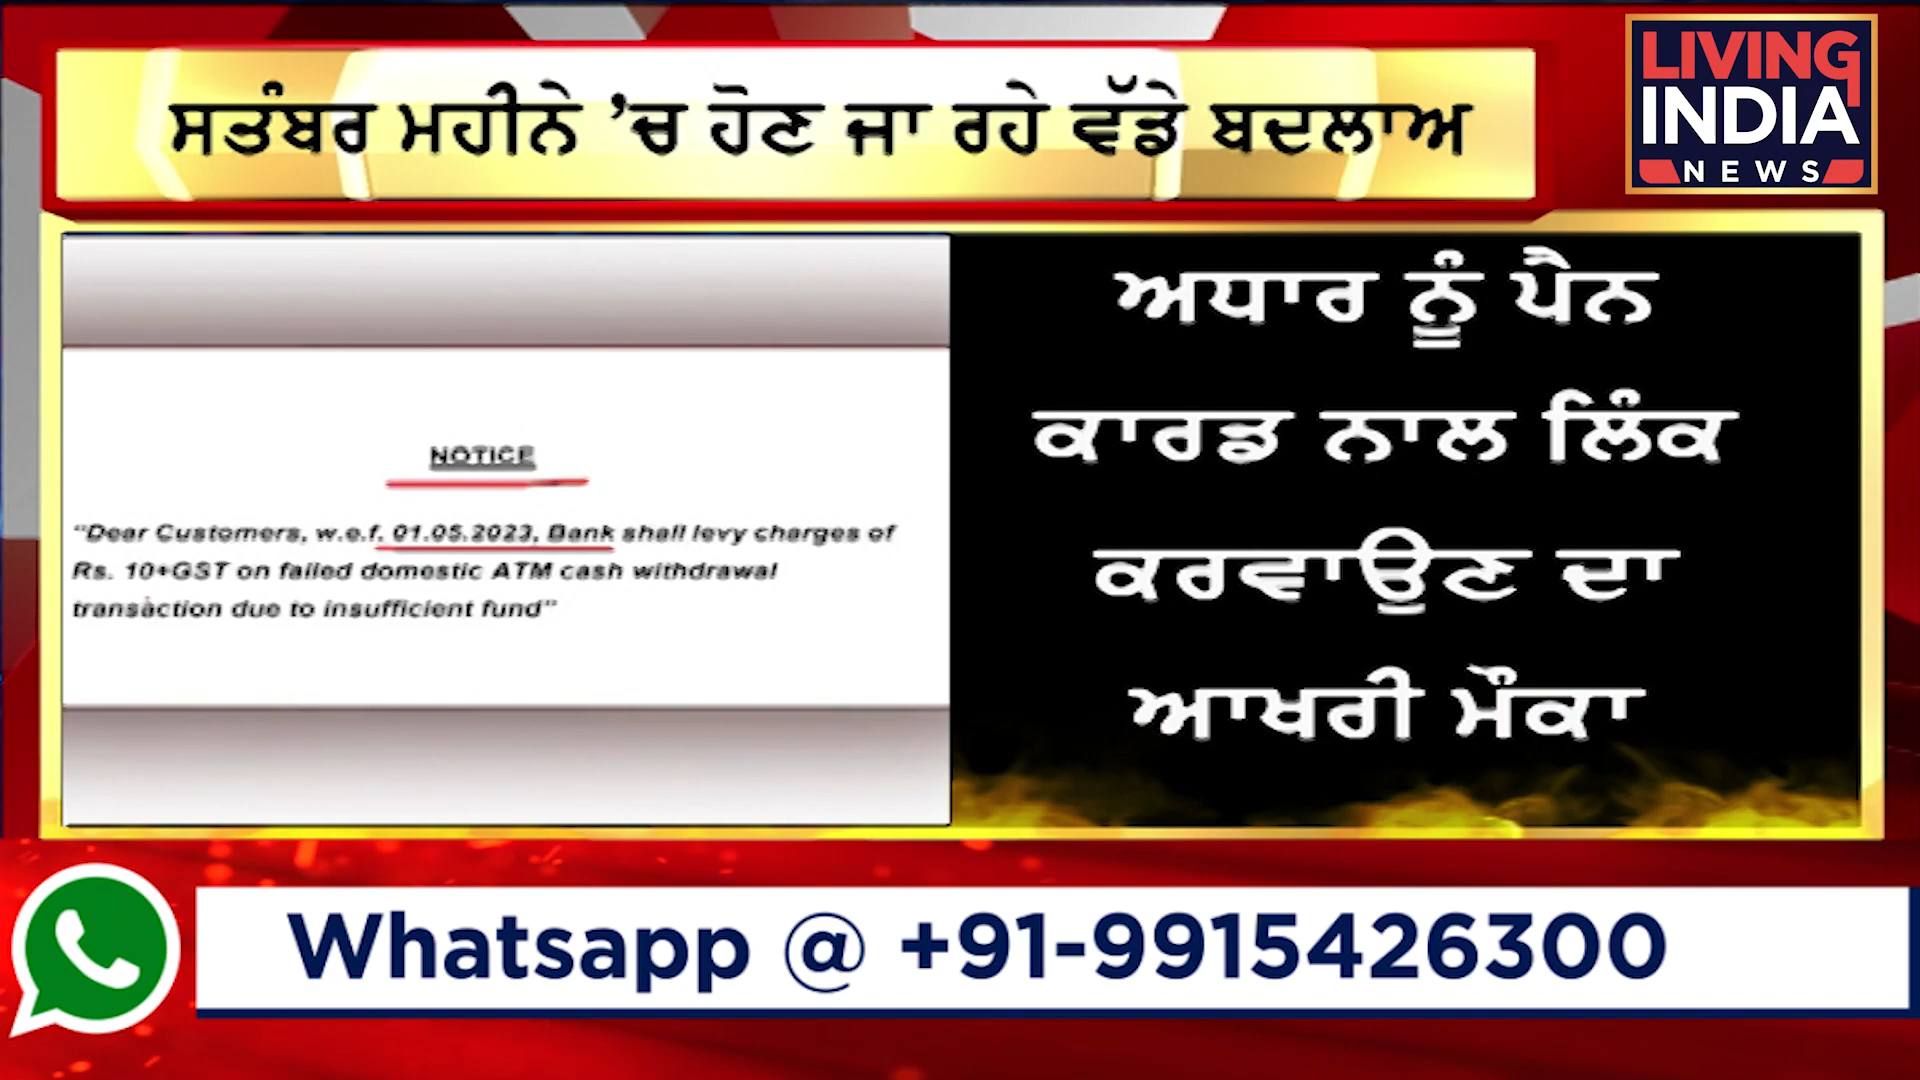 ਸਤੰਬਰ ਮਹੀਨੇ 'ਚ ਹੋਣ ਜਾ ਰਹੇ ਵੱਡੇ ਬਦਲਾਅ
LIVING
INDIA
NEWS
NOTICE
"Dear Customers, w.e.f. 01.05.2023, Bank shall levy charges of
Rs. 10+GST on failed domestic ATM cash withdrawal
transaction due to insufficient fund"
ਅਧਾਰ ਨੂੰ ਪੈਨ
ਕਾਰਡ ਨਾਲ ਲਿੰਕ
ਕਰਵਾਉਣ ਦਾ
ਆਖਰੀ ਮੌਕਾ
Whatsapp @ +91-9915426300